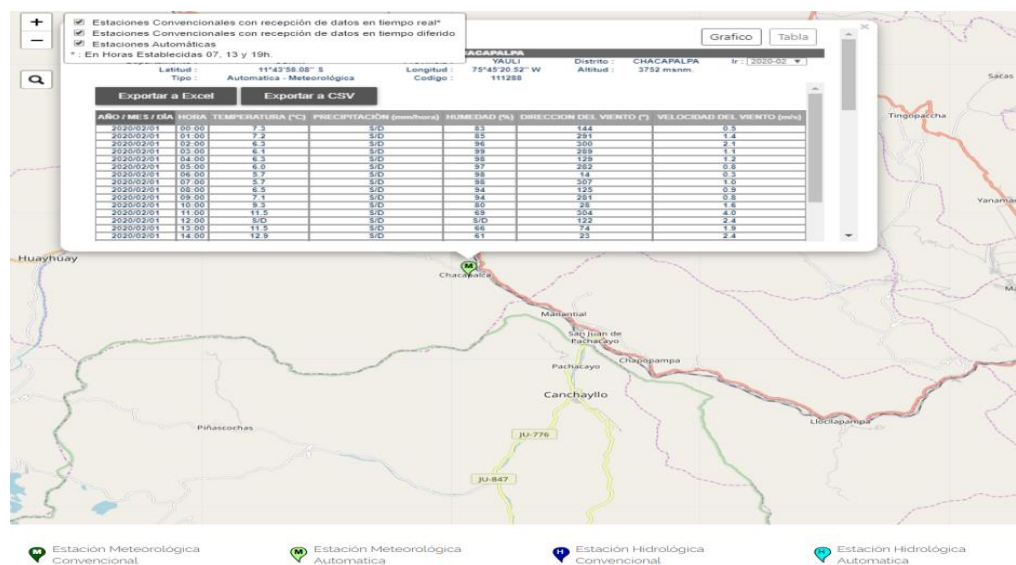 +
−
Estaciones Convencionales con recepción de datos en tiempo real*
Estaciones Convencionales con recepción de datos en tiempo diferido
Estaciones Automáticas
* : En Horas Establecidas 07, 13 y 19h.
Grafico Tabla
CACAPALPA
YAULI Distrito : CHACAPALPA Ir : 2020-02
Latitud : 11°43'58.08'' S Longitud : 75°45'20.52'' W Altitud : 3752 msnm.
Tipo : Automatica - Meteorológica Codigo : 111288
Exportar a Excel Exportar a CSV
AÑO / MES / DÍA HORA TEMPERATURA (°C) PRECIPITACIÓN (mm/hora) HUMEDAD (%) DIRECCION DEL VIENTO (°) VELOCIDAD DEL VIENTO (m/s)
2020/02/01 00:00 7.3 S/D 83 144 0.5
2020/02/01 01:00 7.2 S/D 85 291 1.4
2020/02/01 02:00 6.3 S/D 96 300 2.1
2020/02/01 03:00 6.1 S/D 99 289 1.1
2020/02/01 04:00 6.3 S/D 98 129 1.2
2020/02/01 05:00 6.0 S/D 97 282 0.8
2020/02/01 06:00 5.7 S/D 98 14 0.3
2020/02/01 07:00 5.7 S/D 98 307 1.0
2020/02/01 08:00 6.5 S/D 94 125 0.9
2020/02/01 09:00 7.1 S/D 94 281 0.8
2020/02/01 10:00 9.3 S/D 80 28 1.6
2020/02/01 11:00 11.5 S/D 69 304 4.0
2020/02/01 12:00 S/D S/D S/D 122 2.4
2020/02/01 13:00 11.5 S/D 66 74 1.9
2020/02/01 14:00 12.9 S/D 61 23 2.4
Sacas
Tingopaccha
Yanamar
Huayhuay
M
Chacapalca
Manantial
San Juan de
Pachacayo
Chapopampa
Pachacayo
Canchayllo
Llocllapampa
Piñascochas
JU-776
JU-847
M Estación Meteorológica Convencional
M Estación Meteorológica Automatica
H Estación Hidrológica Convencional
H Estación Hidrológica Automatica